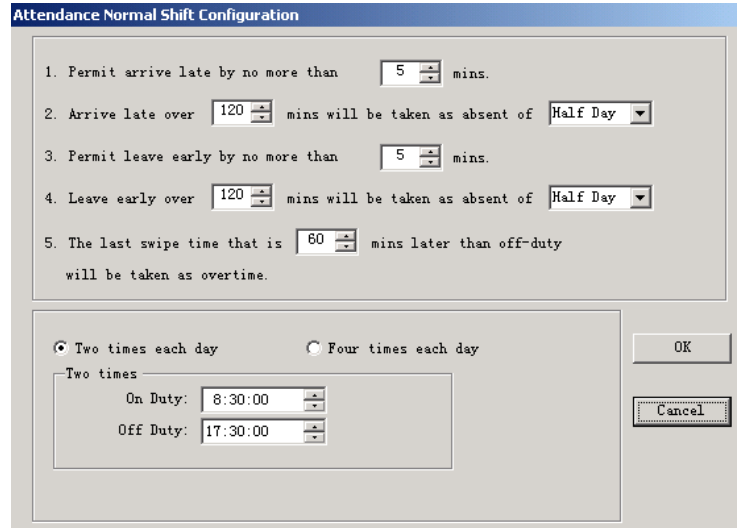 Attendance Normal Shift Configuration
1. Permit arrive late by no more than 5 mins.
2. Arrive late over 120 mins will be taken as absent of Half Day
3. Permit leave early by no more than 5 mins.
4. Leave early over 120 mins will be taken as absent of Half Day
5. The last swipe time that is 60 mins later than off-duty
will be taken as overtime.
Two times each day Four times each day
OK
Two times
On Duty: 8:30:00
Cancel
Off Duty: 17:30:00